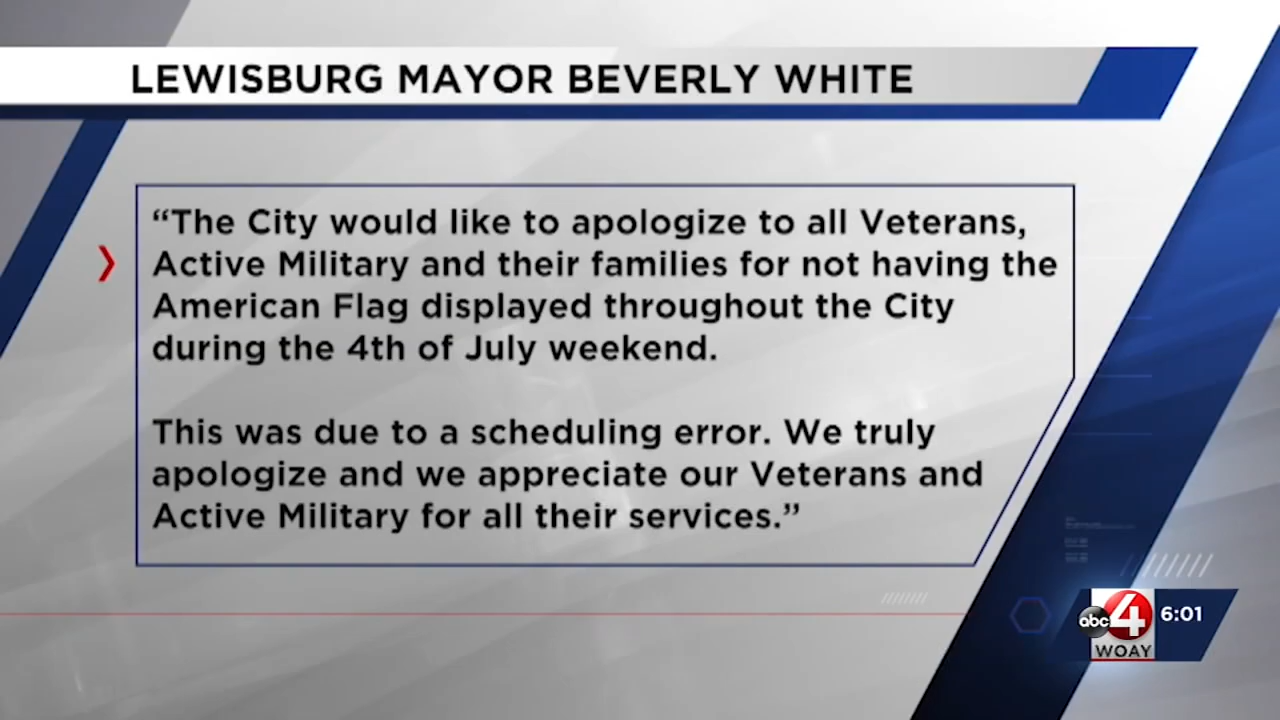 LEWISBURG MAYOR BEVERLY WHITE
“The City would like to apologize to all Veterans,
Active Military and their families for not having the
American Flag displayed throughout the City
during the 4th of July weekend.
This was due to a scheduling error. We truly
apologize and we appreciate our Veterans and
Active Military for all their services.”
abc 4 6:01
WOAY